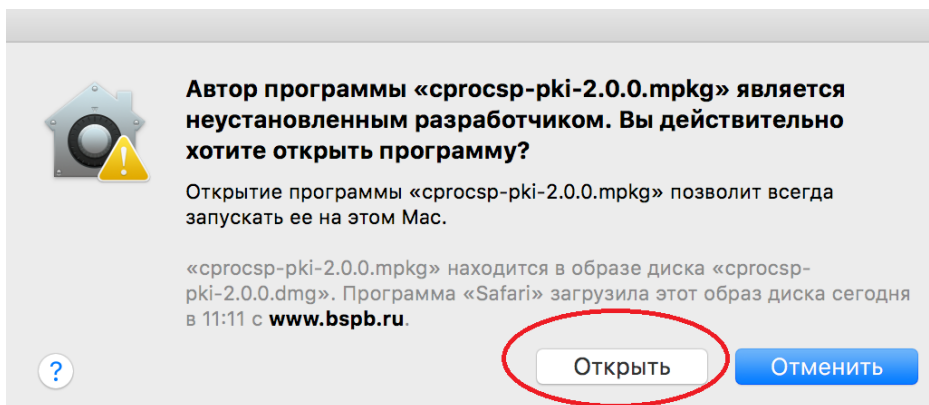 Автор программы «cprocsp-pki-2.0.0.mpkg» является
неустановленным разработчиком. Вы действительно
хотите открыть программу?
Открытие программы «cprocsp-pki-2.0.0.mpkg» позволит всегда
запускать ее на этом Mac.
«cprocsp-pki-2.0.0.mpkg» находится в образе диска «cprocsp-
pki-2.0.0.dmg». Программа «Safari» загрузила этот образ диска сегодня
в 11:11 с www.bspb.ru.
? Открыть Отменить